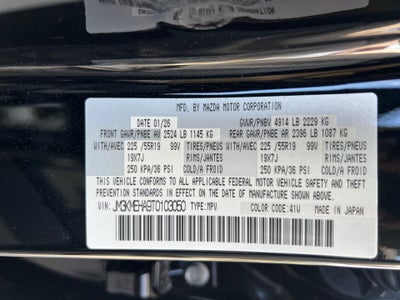 MFD. BY MAZDA MOTOR CORPORATION
DATE 01/26 GVWR/PNBV 4914 LB 2229 KG
FRONT GAWR/PNBE AV 2524 LB 1145 KG REAR GAWR/PNBE AR 2396 LB 1087 KG
WITH/AVEC 225 /55R19 99V TIRES/PNEUS WITH/AVEC 225 /55R19 99V TIRES/PNEUS
19X7J RIMS/JANTES 19X7J RIMS/JANTES
250 KPA/36 PSI COLD/A FROID 250 KPA/36 PSI COLD/A FROID
THIS VEHICLE CONFORMS TO ALL APPLICABLE FEDERAL MOTOR VEHICLE
SAFETY, BUMPER, AND THEFT PREVENTION STANDARDS IN EFFECT ON THE
DATE OF MANUFACTURE SHOWN ABOVE.
VIN: JM3KMEHA9T0103050 TYPE:MPV COLOR CODE:41W MADE IN JAPAN